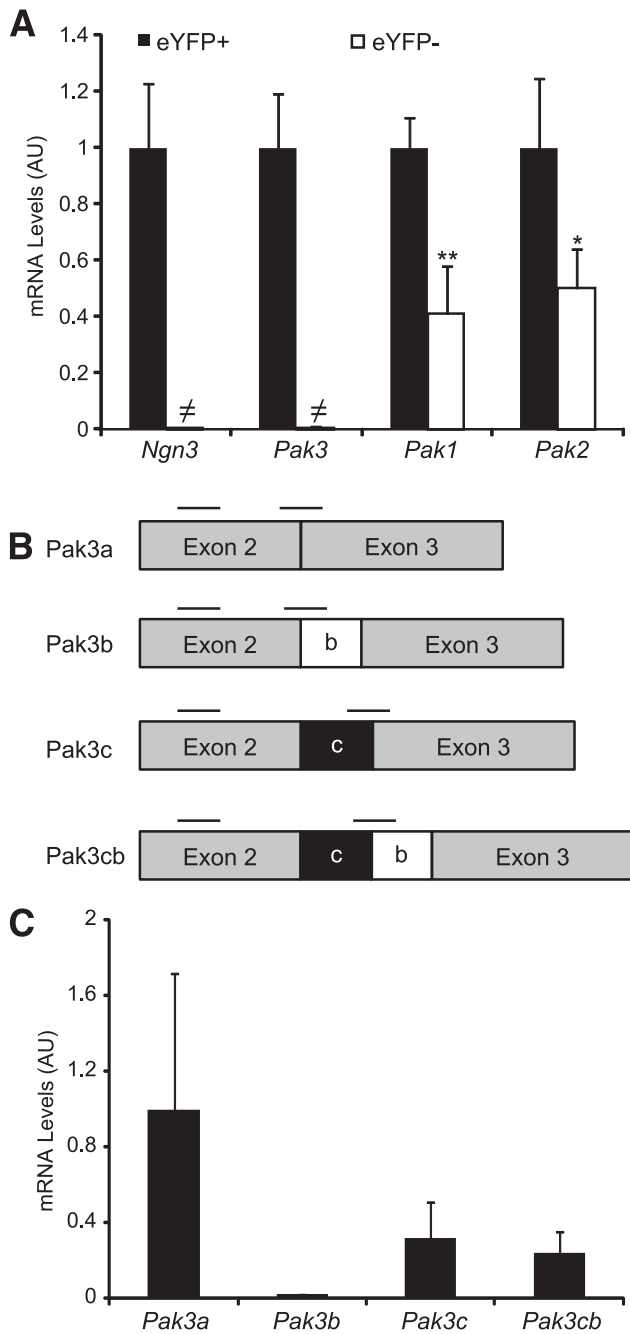 A
eYFP+ eYFP-
mRNA Levels (AU)
1.4
1.2
1
0.8
0.6
0.4
0.2
0
≠ ≠ ** *
Ngn3 Pak3 Pak1 Pak2
B
Pak3a Exon 2 Exon 3
Pak3b Exon 2 b Exon 3
Pak3c Exon 2 c Exon 3
Pak3cb Exon 2 c b Exon 3
C
mRNA Levels (AU)
2
1.6
1.2
0.8
0.4
0
Pak3a Pak3b Pak3c Pak3cb